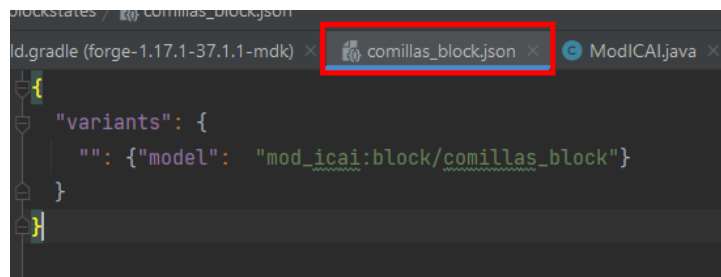 blockstates / comillas_block.json
ld.gradle (forge-1.17.1-37.1.1-mdk) × comillas_block.json × C ModICAI.java ×
{
"variants": {
"": {"model": "mod_icai:block/comillas_block"}
}
}